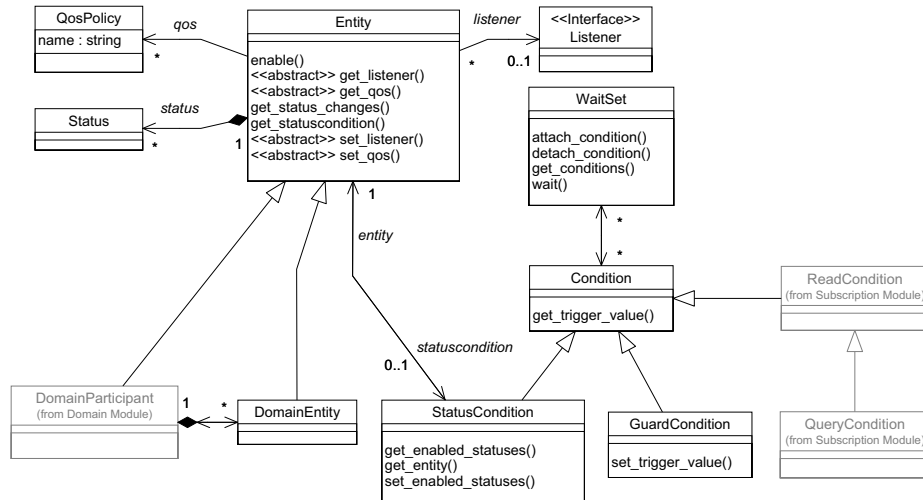 QosPolicy
name : string
qos
*
Entity
enable()
<<abstract>> get_listener()
<<abstract>> get_qos()
get_status_changes()
get_statuscondition()
<<abstract>> set_listener()
<<abstract>> set_qos()
listener
*
0..1
<<Interface>>
Listener
Status
status
*
1
WaitSet
attach_condition()
detach_condition()
get_conditions()
wait()
1
entity
*
*
Condition
get_trigger_value()
ReadCondition
(from Subscription Module)
statuscondition
0..1
DomainParticipant
(from Domain Module)
1
*
DomainEntity
StatusCondition
get_enabled_statuses()
get_entity()
set_enabled_statuses()
GuardCondition
set_trigger_value()
QueryCondition
(from Subscription Module)